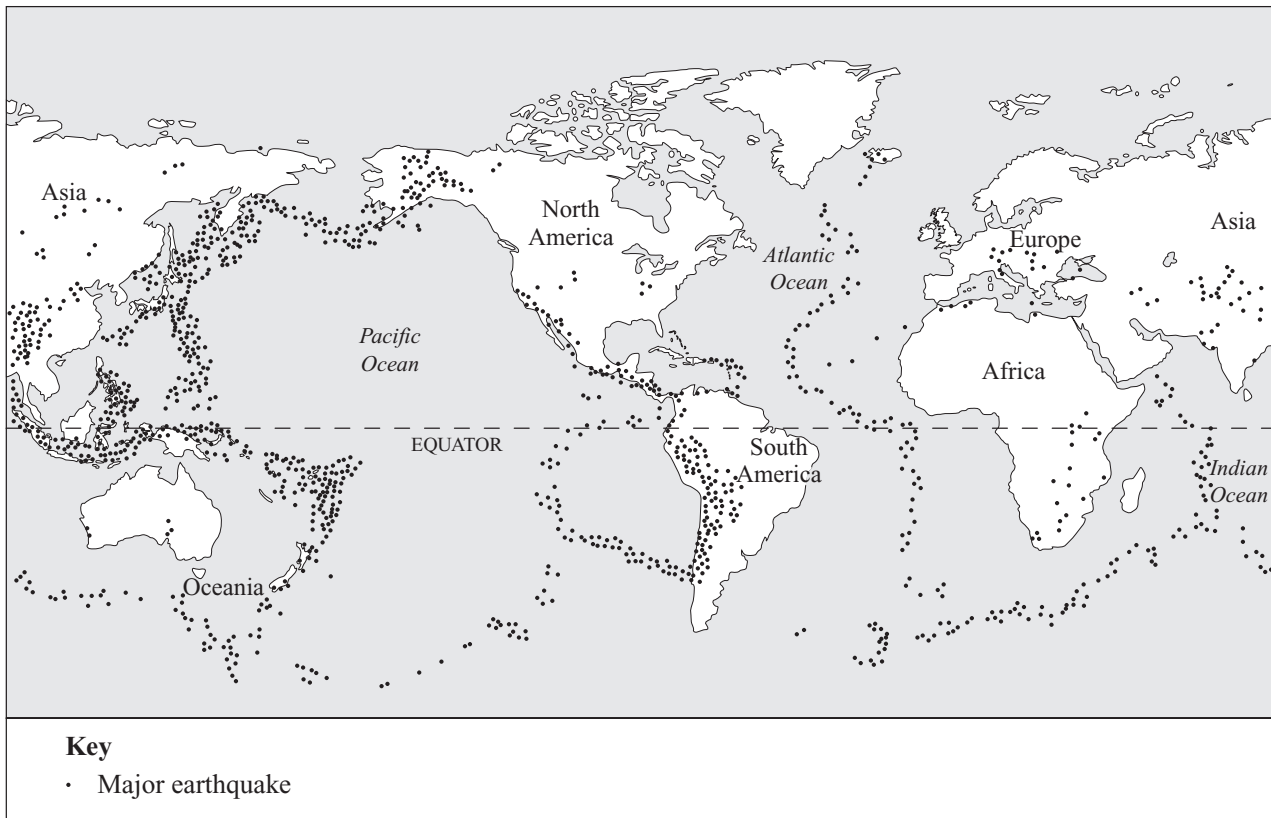 Asia
North
America
Atlantic
Ocean
Europe
Asia
Pacific
Ocean
Africa
EQUATOR
South
America
Indian
Ocean
Oceania
Key
Major earthquake